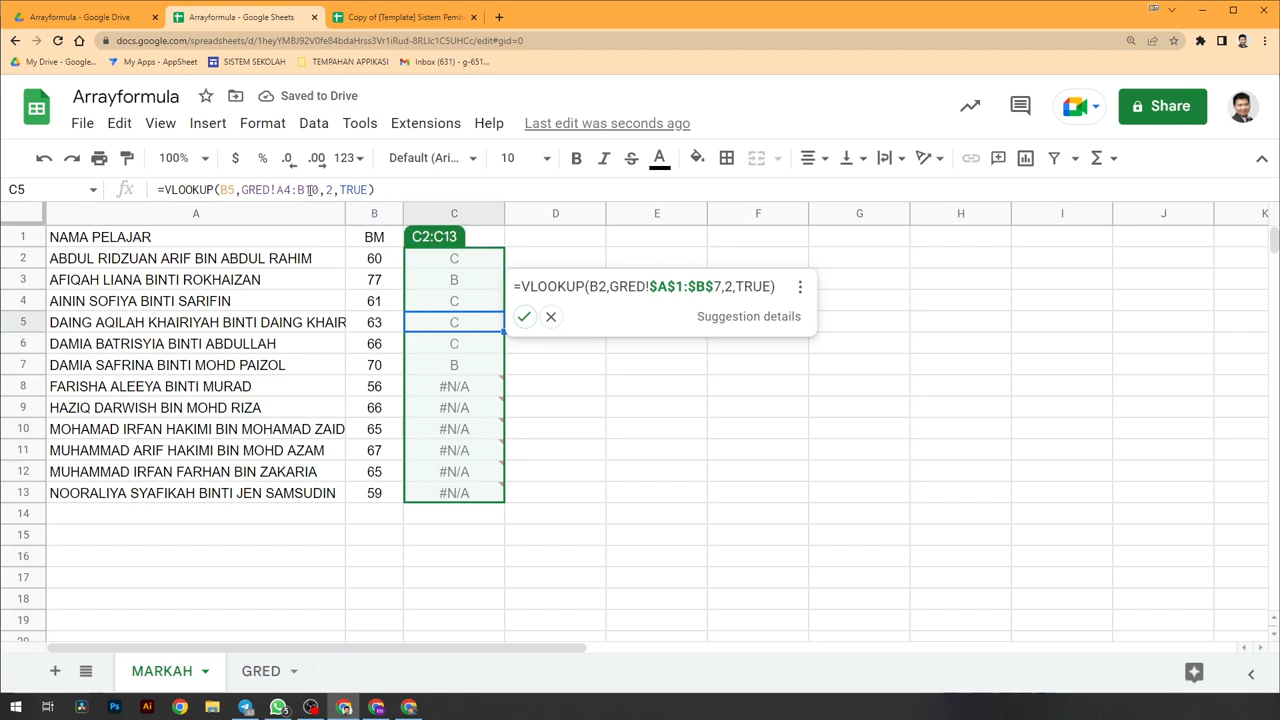 Arrayformula - Google Drive
Arrayformula - Google Sheets
Copy of [Template] Sistem Pemb
docs.google.com/spreadsheets/d/1heyYMBJ92V0fe84bdaHrss3Vr1iRud-8RLIc1C5UHCc/edit#gid=0
My Drive - Google...
My Apps - AppSheet
SISTEM SEKOLAH
TEMPAHAN APPIKASI
Inbox (631) - g-651...
Arrayformula
Saved to Drive
Share
File Edit View Insert Format Data Tools Extensions Help Last edit was seconds ago
100% $ % .0 .00 123 Default (Ari... 10 B I S A Σ
C5 fx =VLOOKUP(B5,GRED!A4:B10,2,TRUE)
A B C D E F G H I J K
1 NAMA PELAJAR BM C2:C13
2 ABDUL RIDZUAN ARIF BIN ABDUL RAHIM 60 C
3 AFIQAH LIANA BINTI ROKHAIZAN 77 B
=VLOOKUP(B2,GRED!$A$1:$B$7,2,TRUE)
4 AININ SOFIYA BINTI SARIFIN 61 C
Suggestion details
5 DAING AQILAH KHAIRIYAH BINTI DAING KHAIR 63 C
6 DAMIA BATRISYIA BINTI ABDULLAH 66 C
7 DAMIA SAFRINA BINTI MOHD PAIZOL 70 B
8 FARISHA ALEEYA BINTI MURAD 56 #N/A
9 HAZIQ DARWISH BIN MOHD RIZA 66 #N/A
10 MOHAMAD IRFAN HAKIMI BIN MOHAMAD ZAID 65 #N/A
11 MUHAMMAD ARIF HAKIMI BIN MOHD AZAM 67 #N/A
12 MUHAMMAD IRFAN FARHAN BIN ZAKARIA 65 #N/A
13 NOORALIYA SYAFIKAH BINTI JEN SAMSUDIN 59 #N/A
14
15
16
17
18
19
20
MARKAH
GRED